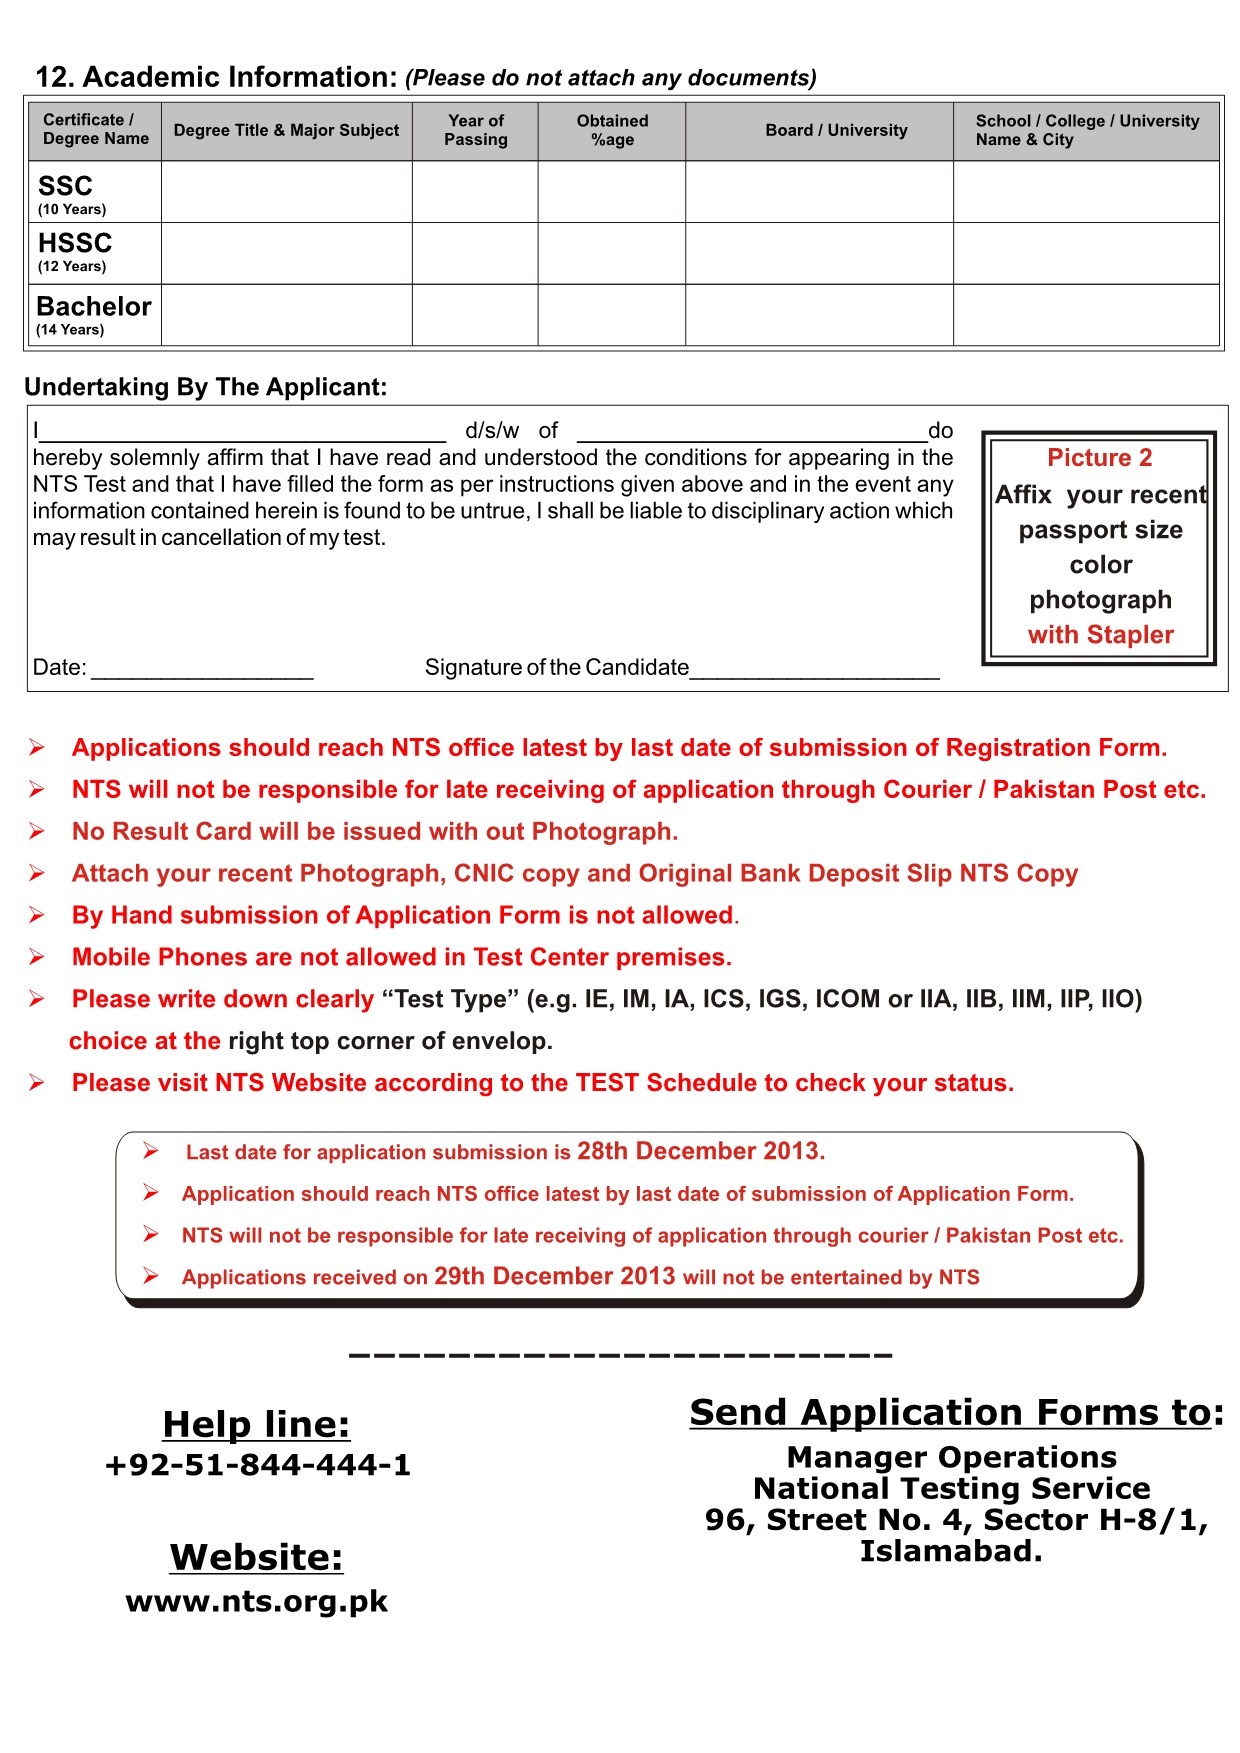 12. Academic Information: (Please do not attach any documents)
Certificate / Degree Name Degree Title & Major Subject Year of Passing Obtained %age Board / University School / College / University Name & City
SSC
(10 Years)
HSSC
(12 Years)
Bachelor
(14 Years)
Undertaking By The Applicant:
I_________________________________ d/s/w of ____________________________do
hereby solemnly affirm that I have read and understood the conditions for appearing in the
NTS Test and that I have filled the form as per instructions given above and in the event any
information contained herein is found to be untrue, I shall be liable to disciplinary action which
may result in cancellation of my test.
Date: __________________ Signature of the Candidate____________________
Picture 2
Affix your recent
passport size
color
photograph
with Stapler
➢ Applications should reach NTS office latest by last date of submission of Registration Form.
➢ NTS will not be responsible for late receiving of application through Courier / Pakistan Post etc.
➢ No Result Card will be issued with out Photograph.
➢ Attach your recent Photograph, CNIC copy and Original Bank Deposit Slip NTS Copy
➢ By Hand submission of Application Form is not allowed.
➢ Mobile Phones are not allowed in Test Center premises.
➢ Please write down clearly “Test Type” (e.g. IE, IM, IA, ICS, IGS, ICOM or IIA, IIB, IIM, IIP, IIO)
choice at the right top corner of envelop.
➢ Please visit NTS Website according to the TEST Schedule to check your status.
➢ Last date for application submission is 28th December 2013.
➢ Application should reach NTS office latest by last date of submission of Application Form.
➢ NTS will not be responsible for late receiving of application through courier / Pakistan Post etc.
➢ Applications received on 29th December 2013 will not be entertained by NTS
Help line:
+92-51-844-444-1
Website:
www.nts.org.pk
Send Application Forms to:
Manager Operations
National Testing Service
96, Street No. 4, Sector H-8/1,
Islamabad.